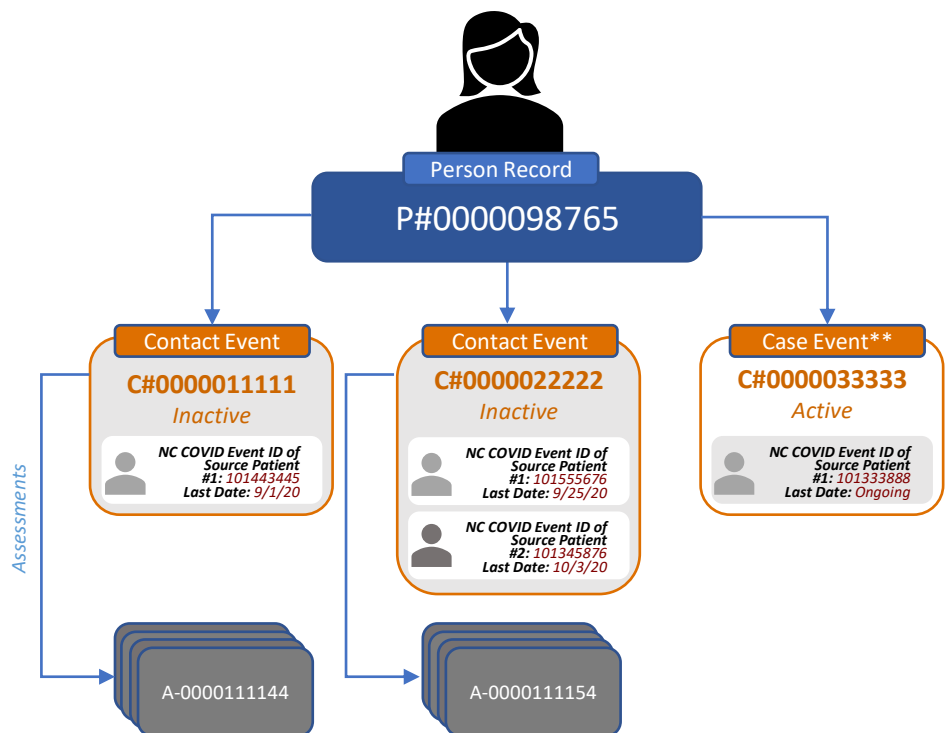 Person Record
P#0000098765
Contact Event
C#0000011111
Inactive
NC COVID Event ID of
Source Patient
#1: 101443445
Last Date: 9/1/20
Contact Event
C#0000022222
Inactive
NC COVID Event ID of
Source Patient
#1: 101555676
Last Date: 9/25/20
NC COVID Event ID of
Source Patient
#2: 101345876
Last Date: 10/3/20
Case Event**
C#0000033333
Active
NC COVID Event ID of
Source Patient
#1: 101333888
Last Date: Ongoing
Assessments
A-0000111144
A-0000111154